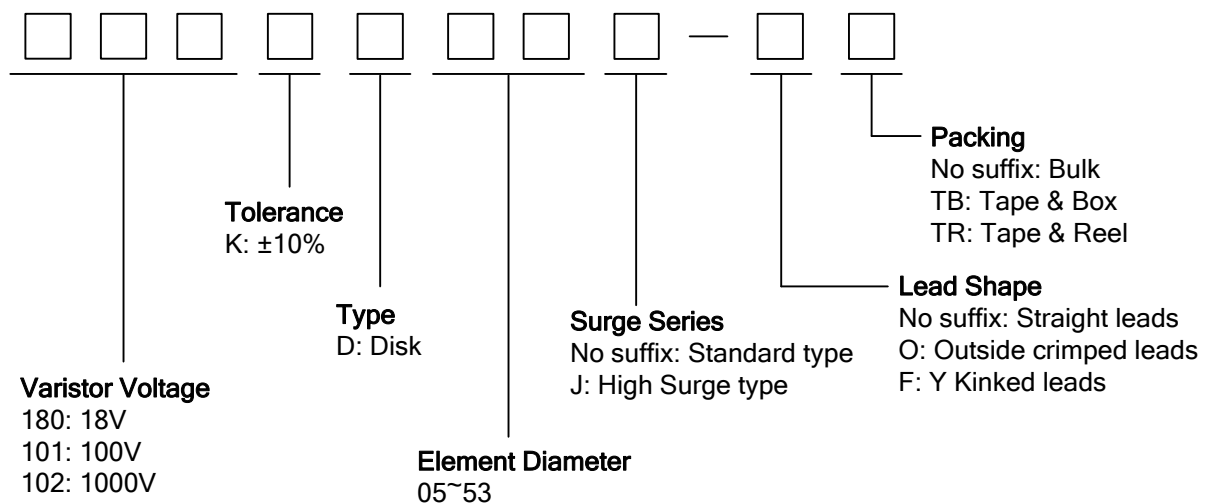 Packing
No suffix: Bulk
TB: Tape & Box
TR: Tape & Reel
Tolerance
K: ±10%
Lead Shape
No suffix: Straight leads
O: Outside crimped leads
F: Y Kinked leads
Type
D: Disk
Surge Series
No suffix: Standard type
J: High Surge type
Varistor Voltage
180: 18V
101: 100V
102: 1000V
Element Diameter
05~53